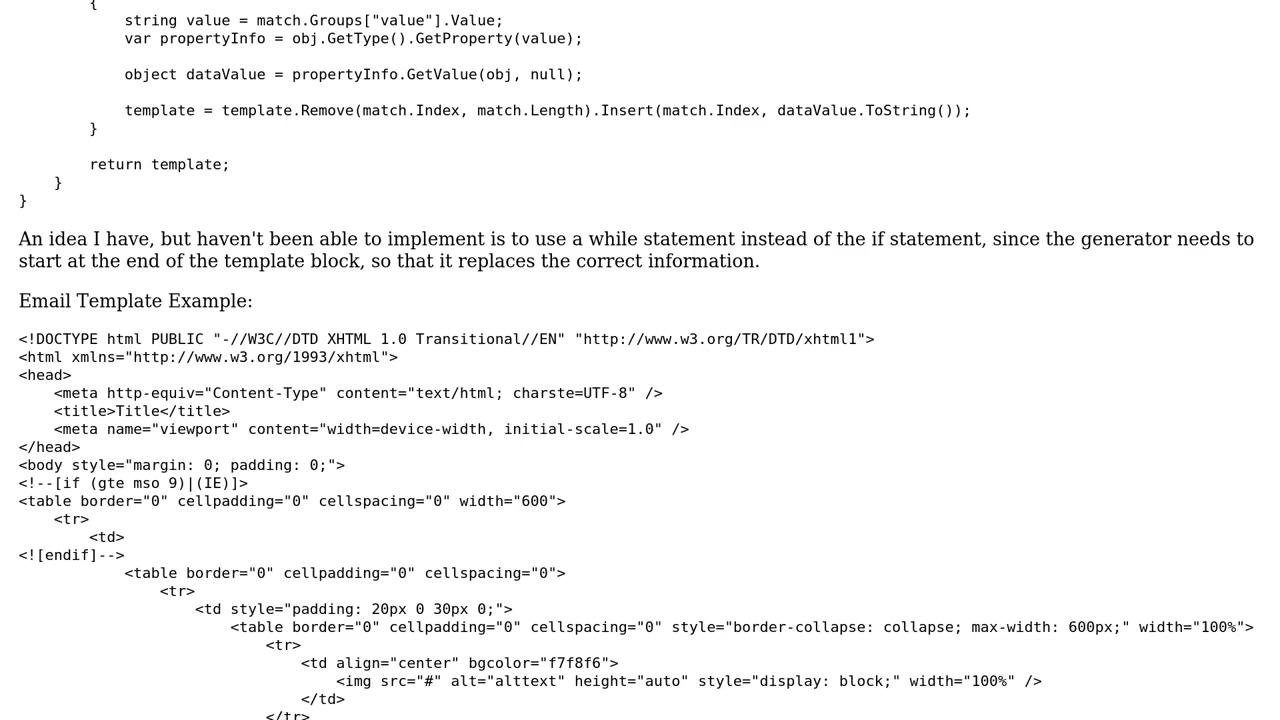 {
string value = match.Groups["value"].Value;
var propertyInfo = obj.GetType().GetProperty(value);
object dataValue = propertyInfo.GetValue(obj, null);
template = template.Remove(match.Index, match.Length).Insert(match.Index, dataValue.ToString());
}
return template;
}
}
An idea I have, but haven't been able to implement is to use a while statement instead of the if statement, since the generator needs to
start at the end of the template block, so that it replaces the correct information.
Email Template Example:
<!DOCTYPE html PUBLIC "-//W3C//DTD XHTML 1.0 Transitional//EN" "http://www.w3.org/TR/DTD/xhtml1">
<html xmlns="http://www.w3.org/1993/xhtml">
<head>
<meta http-equiv="Content-Type" content="text/html; charste=UTF-8" />
<title>Title</title>
<meta name="viewport" content="width=device-width, initial-scale=1.0" />
</head>
<body style="margin: 0; padding: 0;">
<!--[if (gte mso 9)|(IE)]>
<table border="0" cellpadding="0" cellspacing="0" width="600">
<tr>
<td>
<![endif]-->
<table border="0" cellpadding="0" cellspacing="0">
<tr>
<td style="padding: 20px 0 30px 0;">
<table border="0" cellpadding="0" cellspacing="0" style="border-collapse: collapse; max-width: 600px;" width="100%">
<tr>
<td align="center" bgcolor="f7f8f6">
<img src="#" alt="alttext" height="auto" style="display: block;" width="100%" />
</td>
</tr>